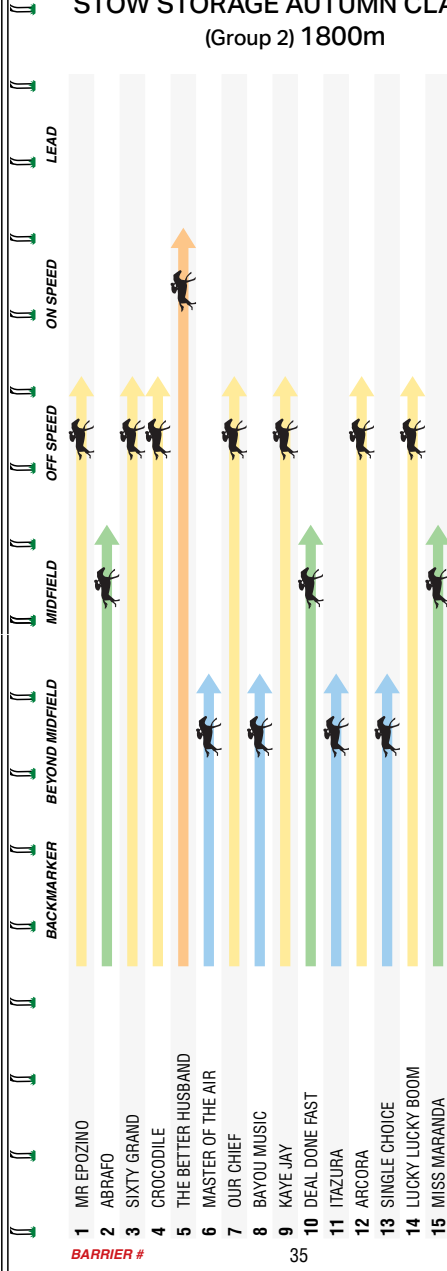 STOW STORAGE AUTUMN
(Group 2) 1800m
LEAD
ON SPEED
OFF SPEED
MIDFIELD
BEYOND MIDFIELD
BACKMARKER
1 MR EPOZINO
2 ABRAFO
3 SIXTY GRAND
4 CROCODILE
5 THE BETTER HUSBAND
6 MASTER OF THE AIR
7 OUR CHIEF
8 BAYOU MUSIC
9 KAYE JAY
10 DEAL DONE FAST
11 ITAZURA
12 ARCORA
13 SINGLE CHOICE
14 LUCKY LUCKY BOOM
15 MISS MARANDA
BARRIER #
35